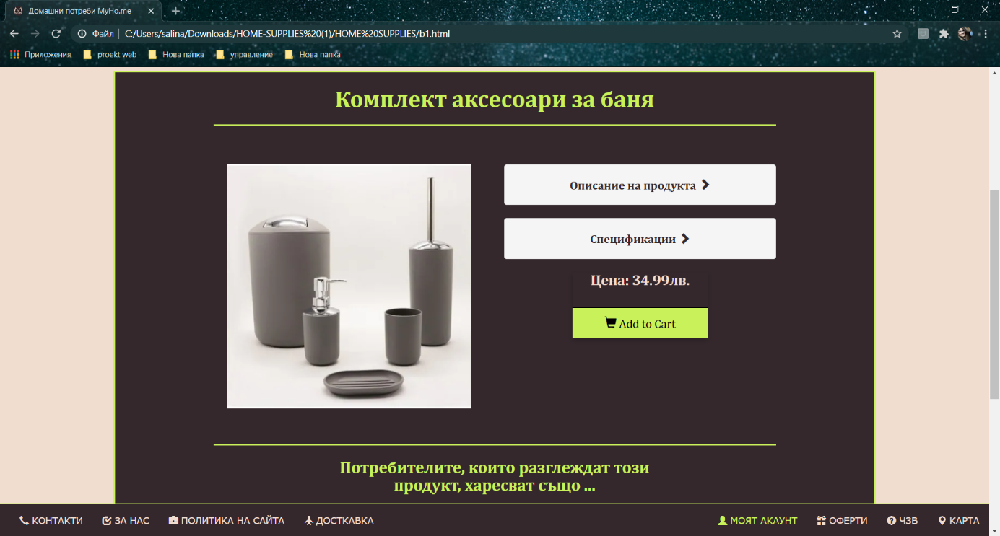 Домашни потреби MyHo.me
Файл C:/Users/salina/Downloads/HOME-SUPPLIES%20(1)/HOME%20SUPPLIES/b1.html
Приложения proekt web Нова папка управление Нова папка
Комплект аксесоари за баня
Описание на продукта
Спецификации
Цена: 34.99лв.
Add to Cart
Потребителите, които разглеждат този
продукт, харесват също ...
КОНТАКТИ ЗА НАС ПОЛИТИКА НА САЙТА ДОСТКАВКА МОЯТ АКАУНТ ОФЕРТИ ЧЗВ КАРТА